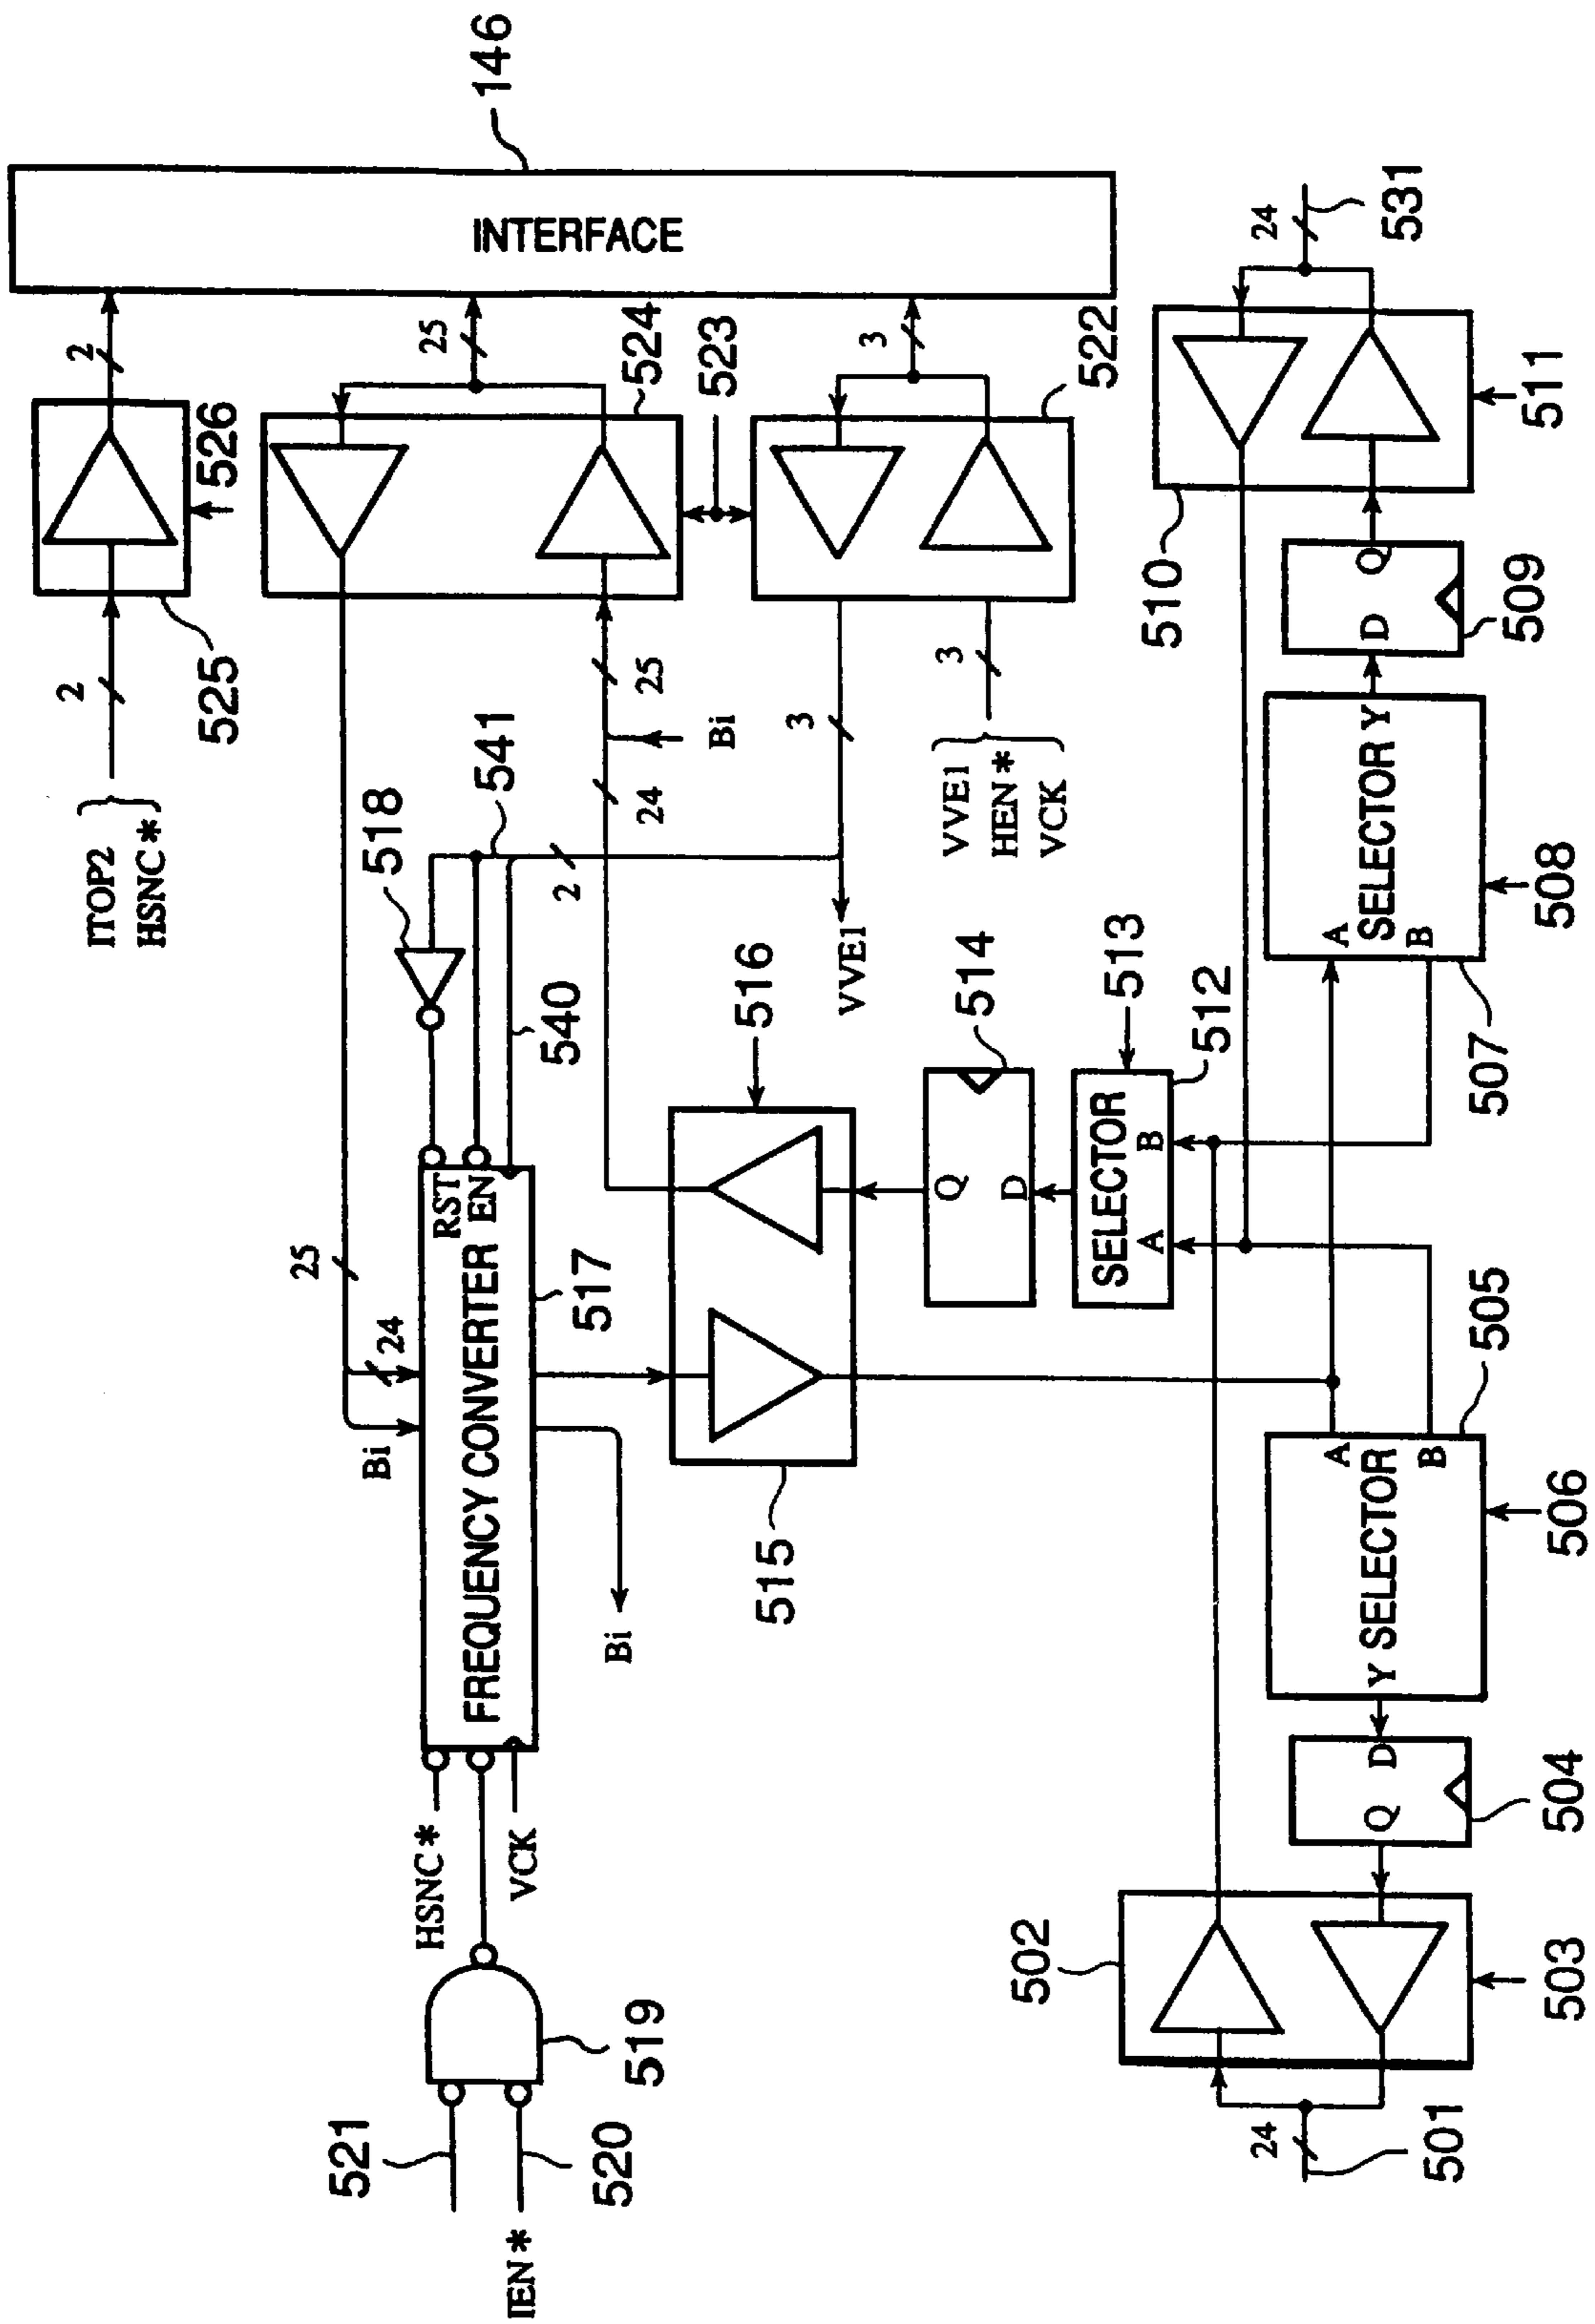 ITOP2
HSNC*
2
2
525
526
INTERFACE
146
25
524
523
3
522
25
24
Bi
3
3
VVE1
HEN*
VCK
VVE1
541
2
518
540
25
24
Bi
RST
EN
FREQUENCY CONVERTER
517
Bi
HSNC*
VCK
519
521
520
IEN*
516
515
514
Q
D
513
SELECTOR
A
B
512
24
531
510
511
Q
D
509
SELECTOR
Y
A
B
508
507
505
A
B
Y SELECTOR
506
D
Q
504
502
503
24
501